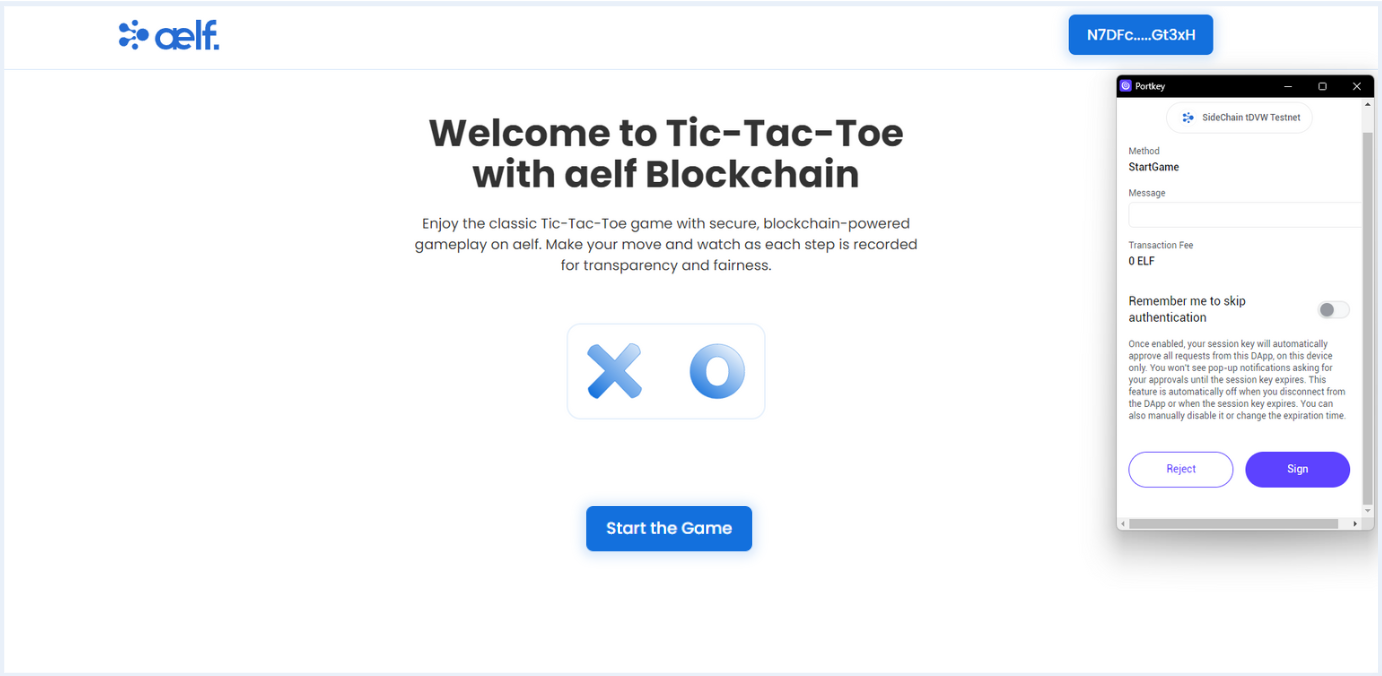 aelf.
N7DFc.....Gt3xH
Welcome to Tic-Tac-Toe
with aelf Blockchain
Enjoy the classic Tic-Tac-Toe game with secure, blockchain-powered
gameplay on aelf. Make your move and watch as each step is recorded
for transparency and fairness.
X O
Start the Game
Portkey
SideChain tDVW Testnet
Method
StartGame
Message
Transaction Fee
0 ELF
Remember me to skip
authentication
Once enabled, your session key will automatically
approve all requests from this DApp, on this device
only. You won't see pop-up notifications asking for
your approvals until the session key expires. This
feature is automatically off when you disconnect from
the DApp or when the session key expires. You can
also manually disable it or change the expiration time.
Reject
Sign